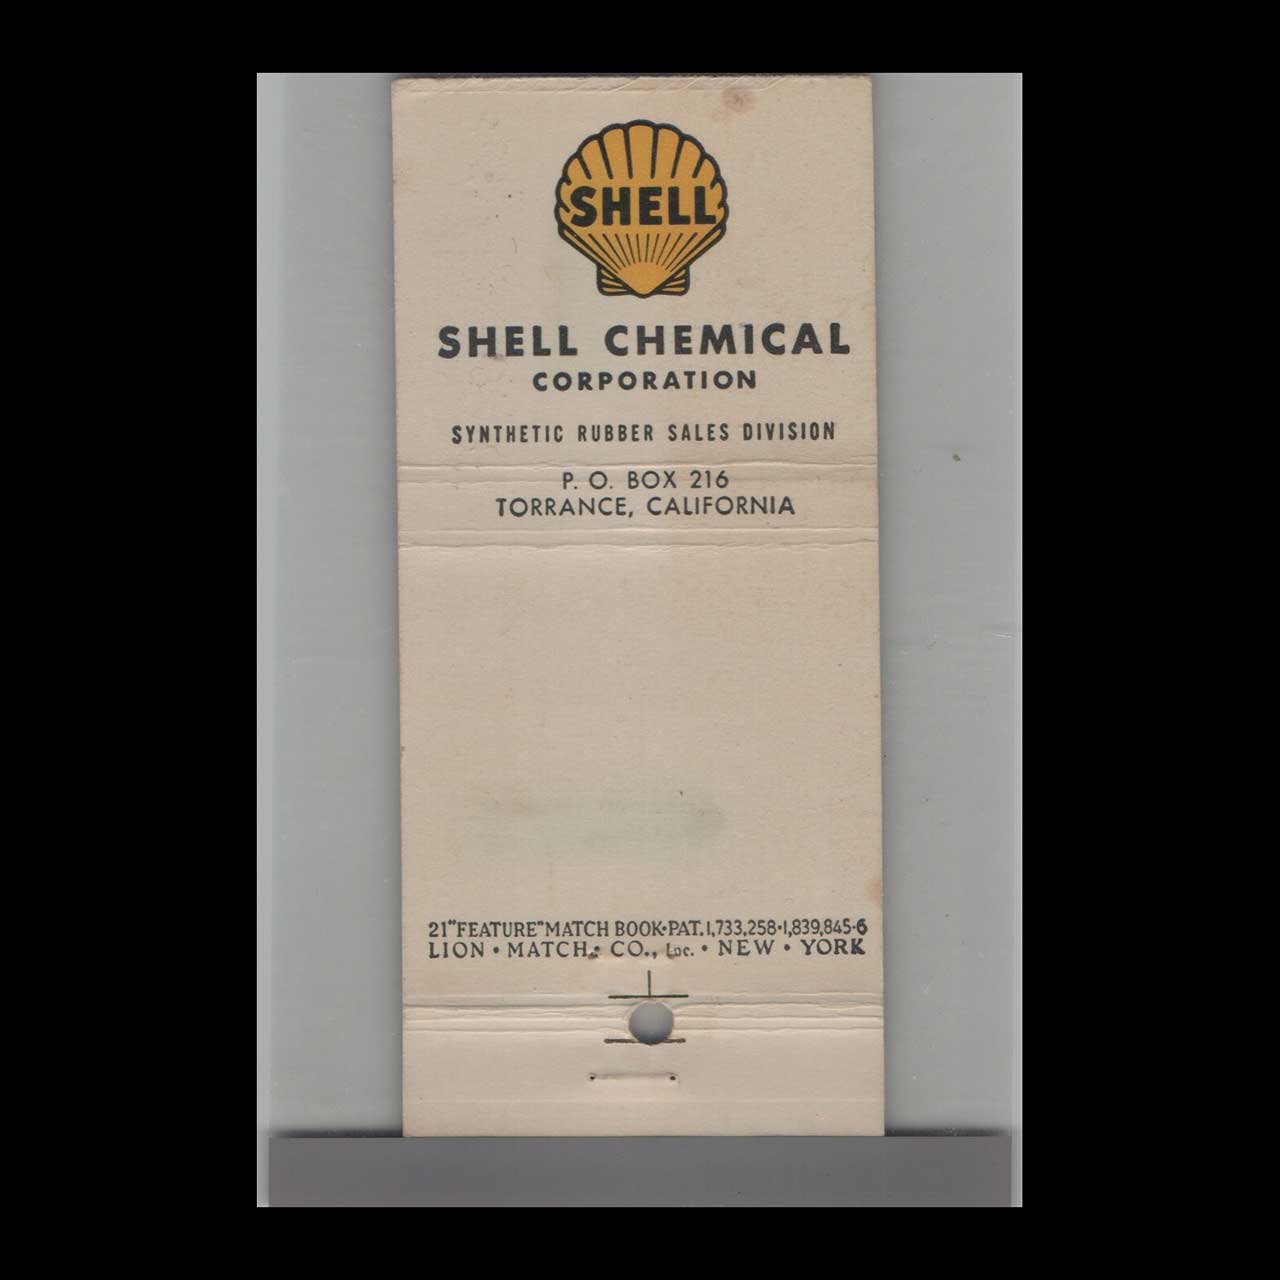 SHELL
SHELL CHEMICAL
CORPORATION
SYNTHETIC RUBBER SALES DIVISION
P. O. BOX 216
TORRANCE, CALIFORNIA
21"FEATURE"MATCH BOOK•PAT.1,733,258•1,839,845-6
LION • MATCH • CO., Inc. • NEW • YORK